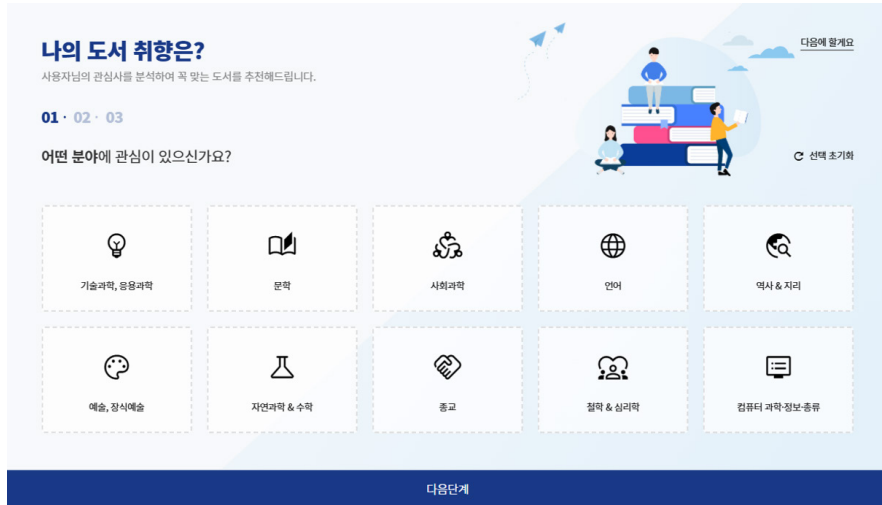 나의 도서 취향은?
다음에 할게요
사용자님의 관심사를 분석하여 꼭 맞는 도서를 추천해드립니다.
01 · 02 · 03
어떤 분야에 관심이 있으신가요?
선택 초기화
기술과학, 응용과학
문학
사회과학
언어
역사 & 지리
예술, 장식예술
자연과학 & 수학
종교
철학 & 심리학
컴퓨터 과학·정보·총류
다음단계